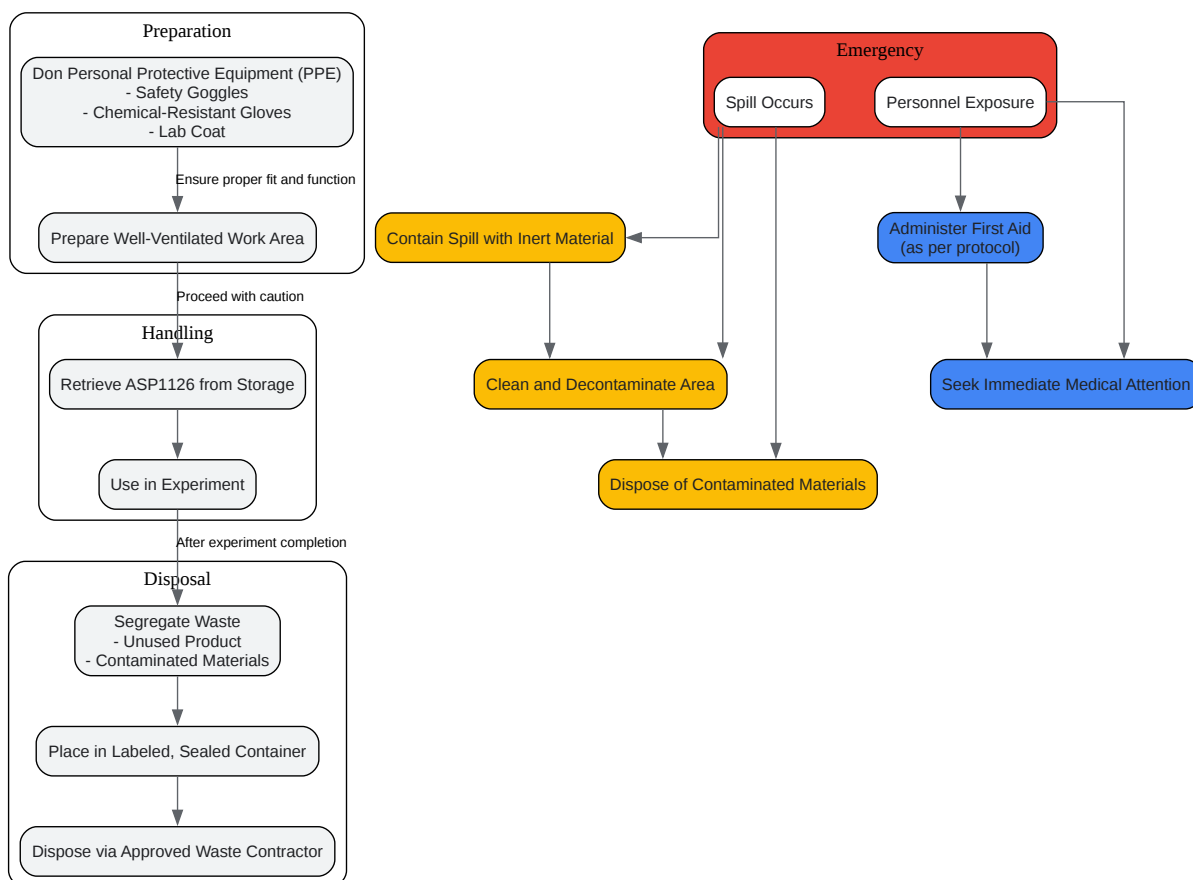 Preparation
Don Personal Protective Equipment (PPE)
- Safety Goggles
- Chemical-Resistant Gloves
- Lab Coat
Ensure proper fit and function
Prepare Well-Ventilated Work Area
Proceed with caution
Handling
Retrieve ASP1126 from Storage
Use in Experiment
After experiment completion
Disposal
Segregate Waste
- Unused Product
- Contaminated Materials
Place in Labeled, Sealed Container
Dispose via Approved Waste Contractor
Emergency
Spill Occurs
Personnel Exposure
Contain Spill with Inert Material
Administer First Aid
(as per protocol)
Clean and Decontaminate Area
Seek Immediate Medical Attention
Dispose of Contaminated Materials